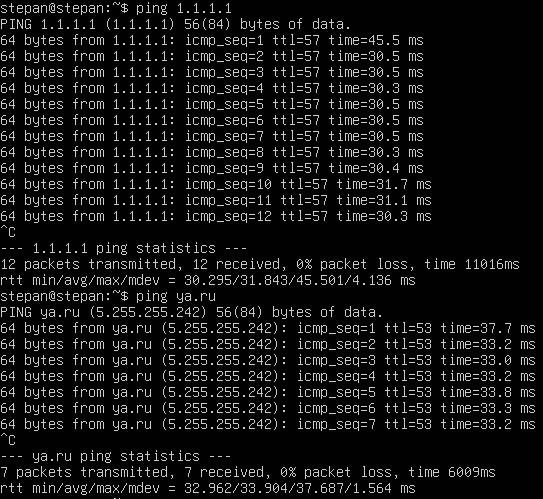 stepan@stepan:~$ ping 1.1.1.1
PING 1.1.1.1 (1.1.1.1) 56(84) bytes of data.
64 bytes from 1.1.1.1: icmp_seq=1 ttl=57 time=45.5 ms
64 bytes from 1.1.1.1: icmp_seq=2 ttl=57 time=30.5 ms
64 bytes from 1.1.1.1: icmp_seq=3 ttl=57 time=30.5 ms
64 bytes from 1.1.1.1: icmp_seq=4 ttl=57 time=30.3 ms
64 bytes from 1.1.1.1: icmp_seq=5 ttl=57 time=30.5 ms
64 bytes from 1.1.1.1: icmp_seq=6 ttl=57 time=30.5 ms
64 bytes from 1.1.1.1: icmp_seq=7 ttl=57 time=30.5 ms
64 bytes from 1.1.1.1: icmp_seq=8 ttl=57 time=30.3 ms
64 bytes from 1.1.1.1: icmp_seq=9 ttl=57 time=30.4 ms
64 bytes from 1.1.1.1: icmp_seq=10 ttl=57 time=31.7 ms
64 bytes from 1.1.1.1: icmp_seq=11 ttl=57 time=31.1 ms
64 bytes from 1.1.1.1: icmp_seq=12 ttl=57 time=30.3 ms
^C
--- 1.1.1.1 ping statistics ---
12 packets transmitted, 12 received, 0% packet loss, time 11016ms
rtt min/avg/max/mdev = 30.295/31.843/45.501/4.136 ms
stepan@stepan:~$ ping ya.ru
PING ya.ru (5.255.255.242) 56(84) bytes of data.
64 bytes from ya.ru (5.255.255.242): icmp_seq=1 ttl=53 time=37.7 ms
64 bytes from ya.ru (5.255.255.242): icmp_seq=2 ttl=53 time=33.2 ms
64 bytes from ya.ru (5.255.255.242): icmp_seq=3 ttl=53 time=33.0 ms
64 bytes from ya.ru (5.255.255.242): icmp_seq=4 ttl=53 time=33.2 ms
64 bytes from ya.ru (5.255.255.242): icmp_seq=5 ttl=53 time=33.8 ms
64 bytes from ya.ru (5.255.255.242): icmp_seq=6 ttl=53 time=33.3 ms
64 bytes from ya.ru (5.255.255.242): icmp_seq=7 ttl=53 time=33.2 ms
^C
--- ya.ru ping statistics ---
7 packets transmitted, 7 received, 0% packet loss, time 6009ms
rtt min/avg/max/mdev = 32.962/33.904/37.687/1.564 ms